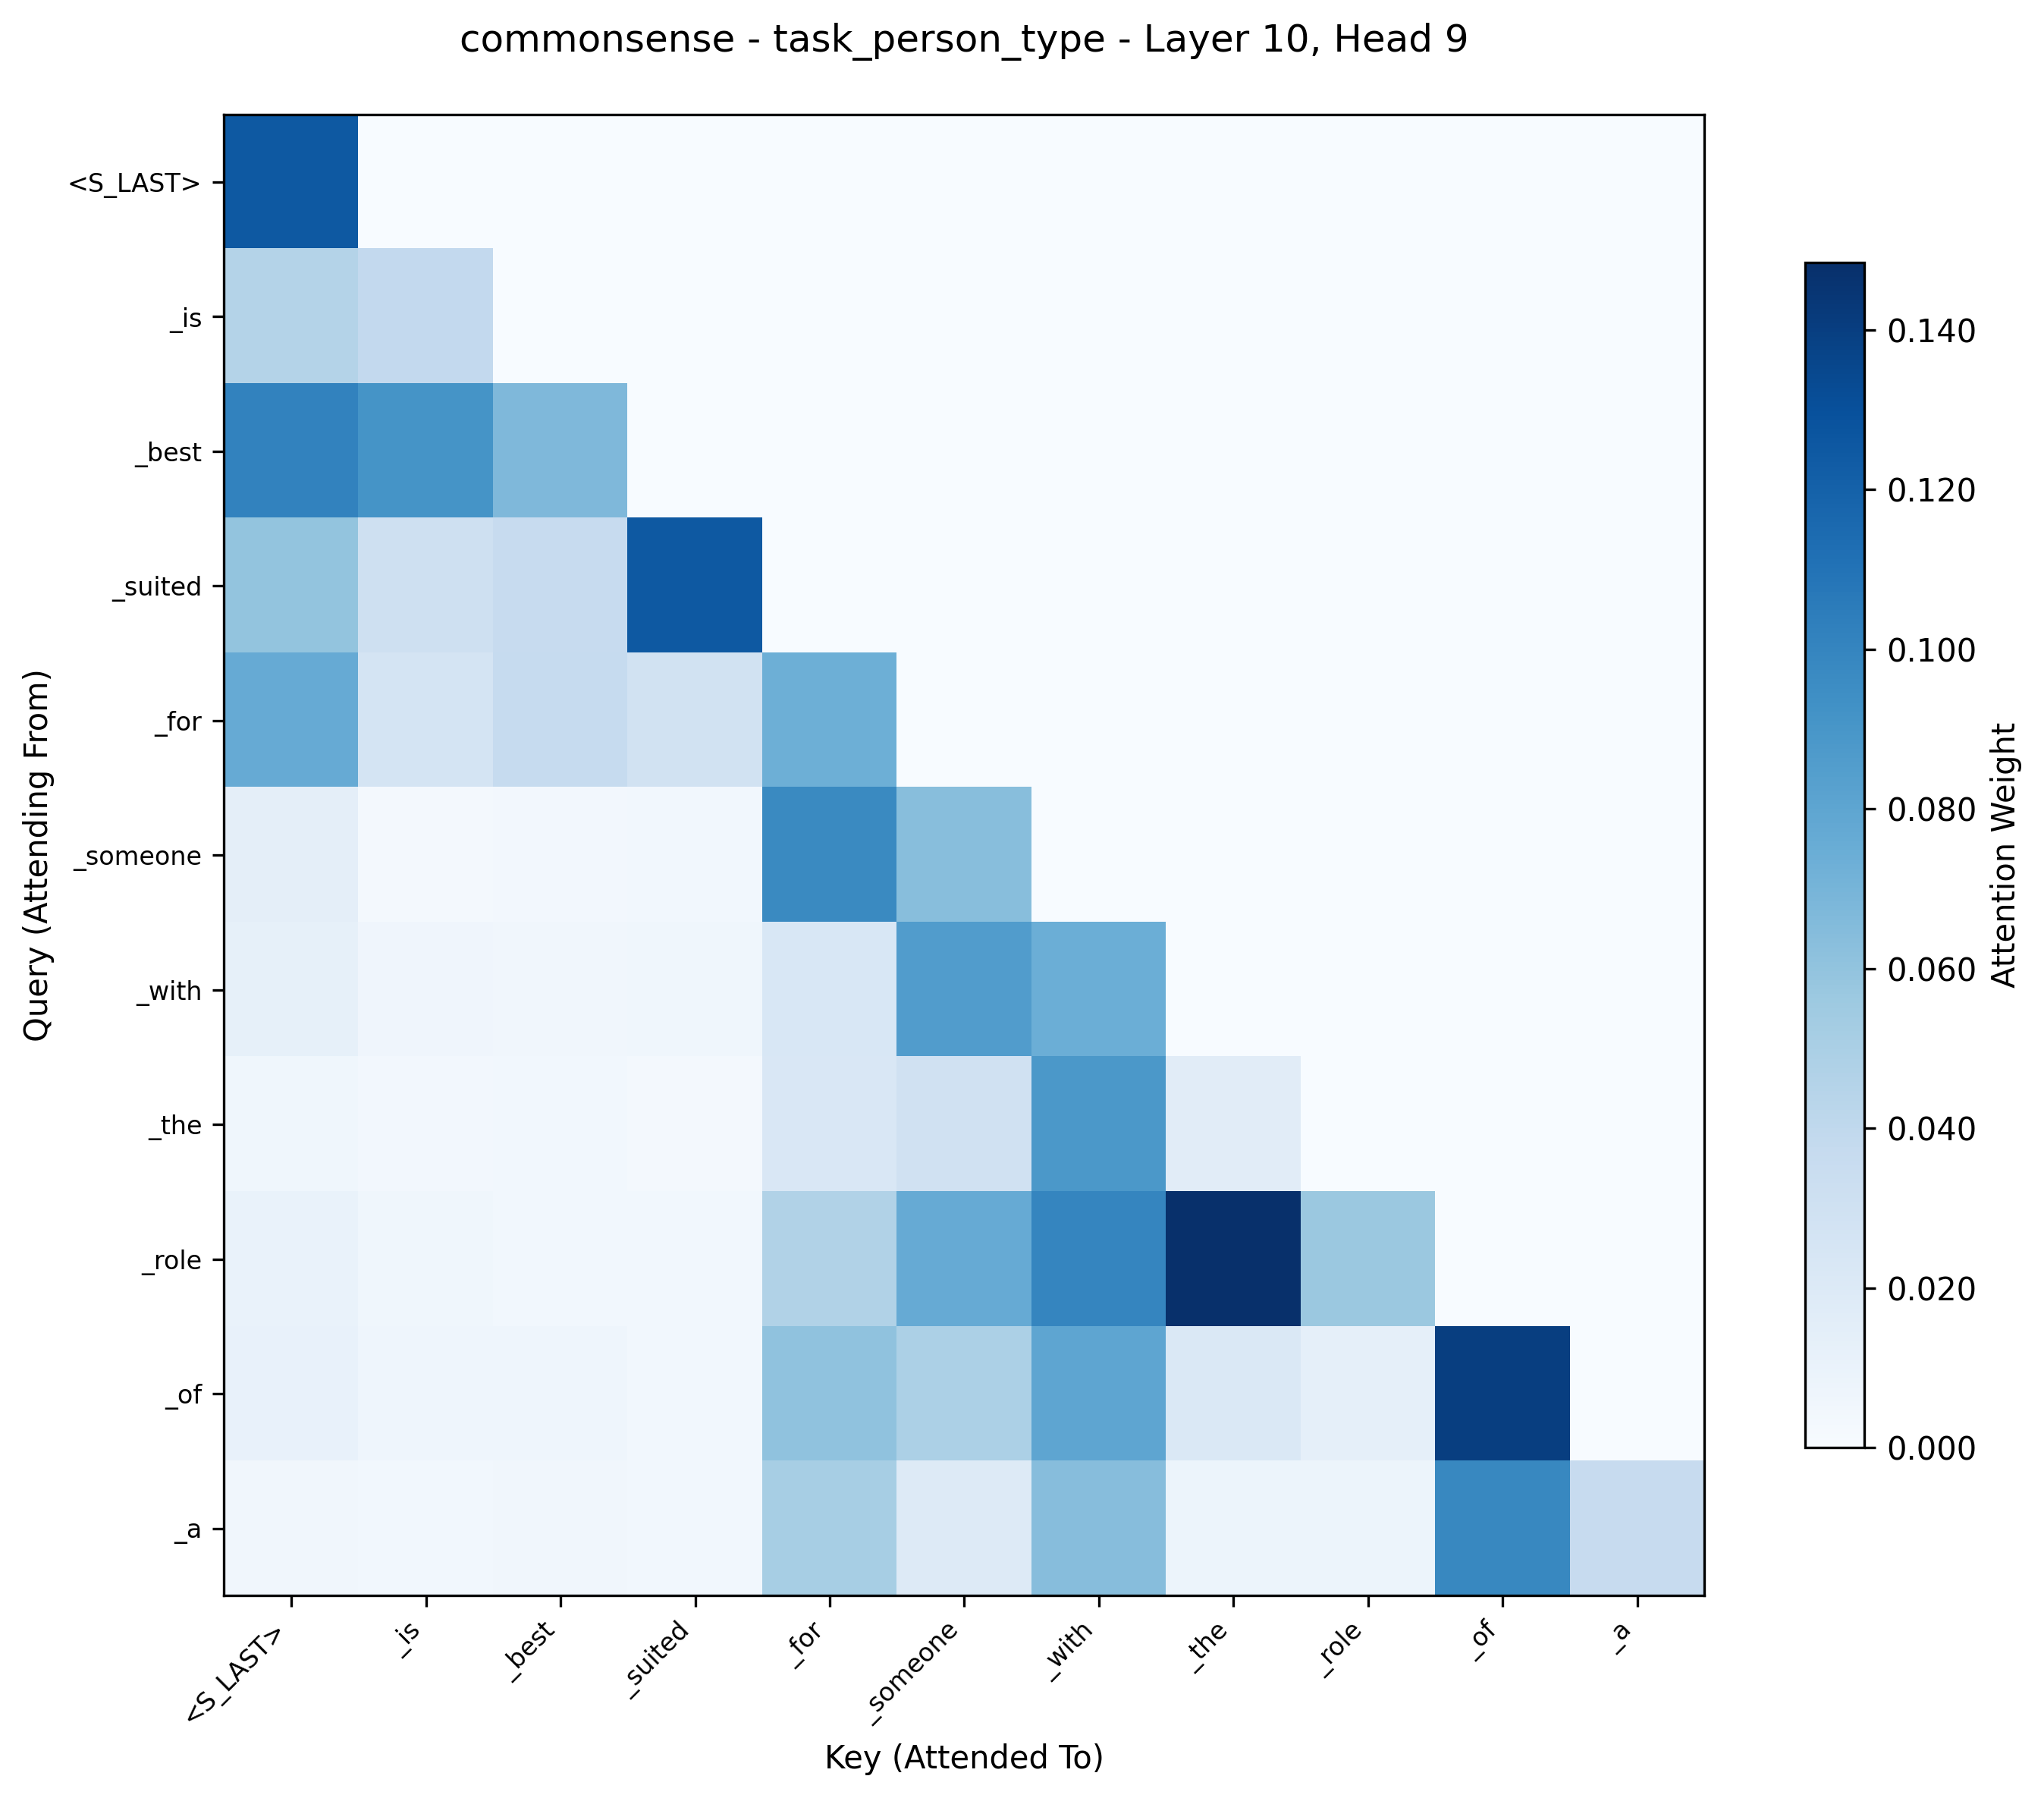 commonsense - task_person_type - Layer 10, Head 9
<S_LAST>
_is
_best
_suited
_for
_someone
_with
_the
_role
_of
_a
Query (Attending From)
<S_LAST>
_is
_best
_suited
_for
_someone
_with
_the
_role
_of
_a
Key (Attended To)
0.140
0.120
0.100
0.080
0.060
0.040
0.020
0.000
Attention Weight